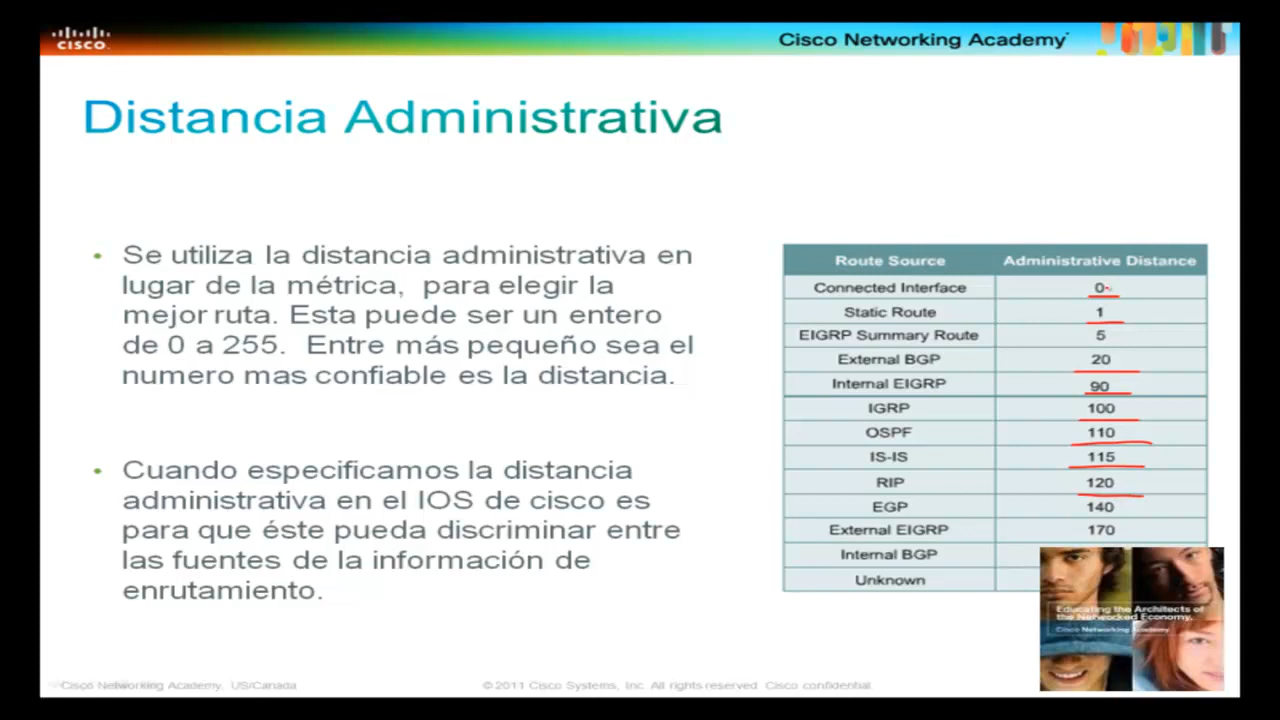 CISCO.
Cisco Networking Academy
Distancia Administrativa
• Se utiliza la distancia administrativa en
lugar de la métrica, para elegir la
mejor ruta. Esta puede ser un entero
de 0 a 255. Entre más pequeño sea el
numero mas confiable es la distancia.
• Cuando especificamos la distancia
administrativa en el IOS de cisco es
para que éste pueda discriminar entre
las fuentes de la información de
enrutamiento.
Route Source Administrative Distance
Connected Interface 0
Static Route 1
EIGRP Summary Route 5
External BGP 20
Internal EIGRP 90
IGRP 100
OSPF 110
IS-IS 115
RIP 120
EGP 140
External EIGRP 170
Internal BGP
Unknown
Educating the Architects of
the Networked Economy.
Cisco Networking Academy
Cisco Networking Academy. US/Canada
©2011 Cisco Systems, Inc. All rights reserved. Cisco confidential